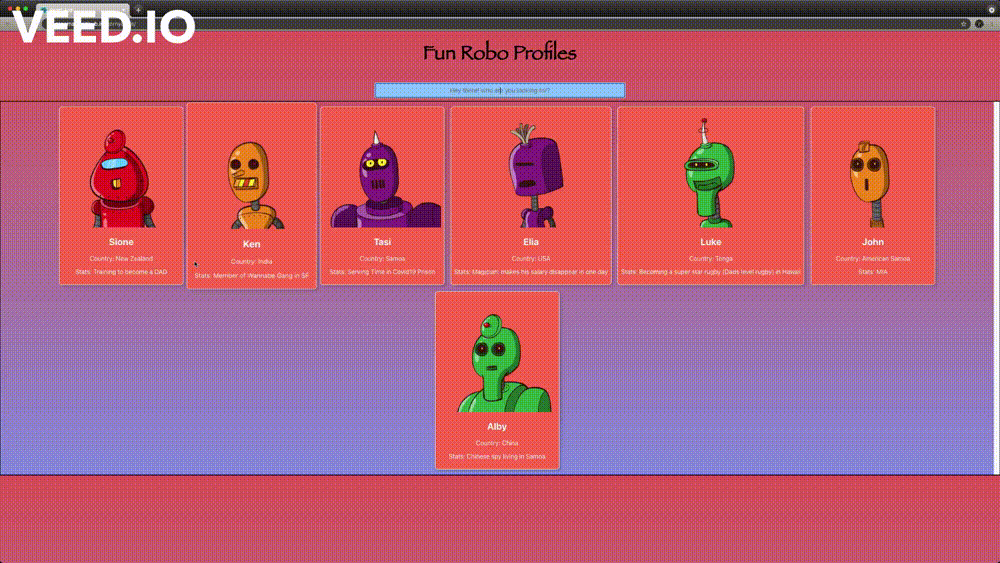 VEED.IO
Fun Robo Profiles
Hey there! who are you looking for?
Sione
Country: New Zealand
Stats: Training to become a DAD
Ken
Country: India
Stats: Member of Wannabe Gang in SF
Tasi
Country: Samoa
Stats: Serving Time in Covid19 Prison
Elia
Country: USA
Stats: Magician: makes his salary disappear in one day
Luke
Country: Tonga
Stats: Becoming a super star rugby (Dads level rugby) in Hawaii
John
Country: American Samoa
Stats: MIA
Alby
Country: China
Stats: Chinese spy living in Samoa